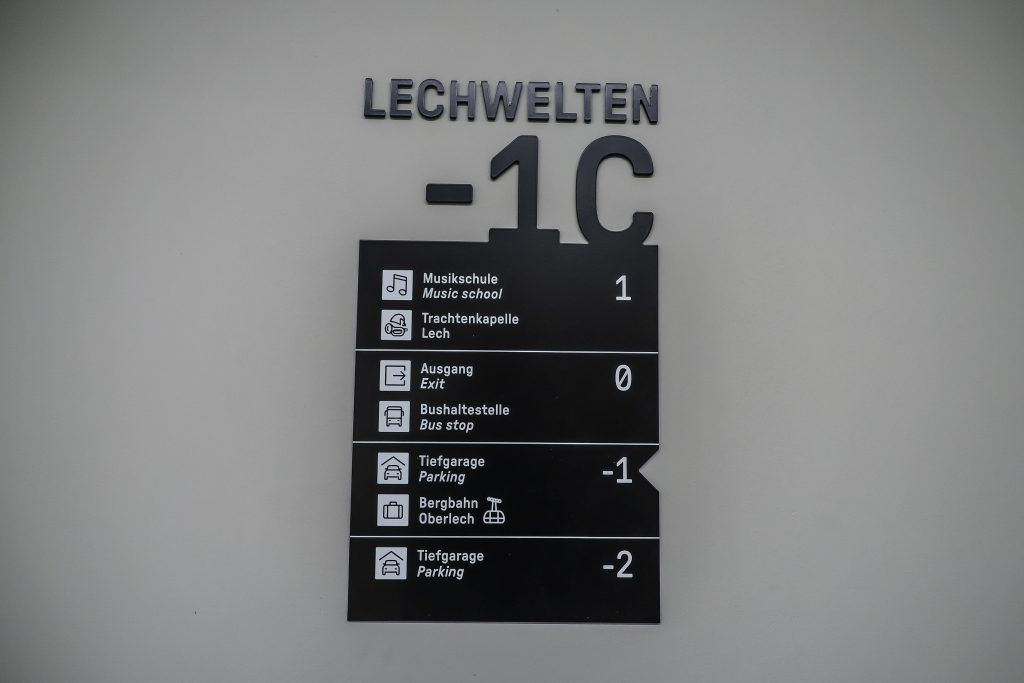 LECHWELTEN
-1C
Musikschule
Music school
1
Trachtenkapelle
Lech
Ausgang
Exit
0
Bushaltestelle
Bus stop
Tiefgarage
Parking
-1
Bergbahn
Oberlech
Tiefgarage
Parking
-2